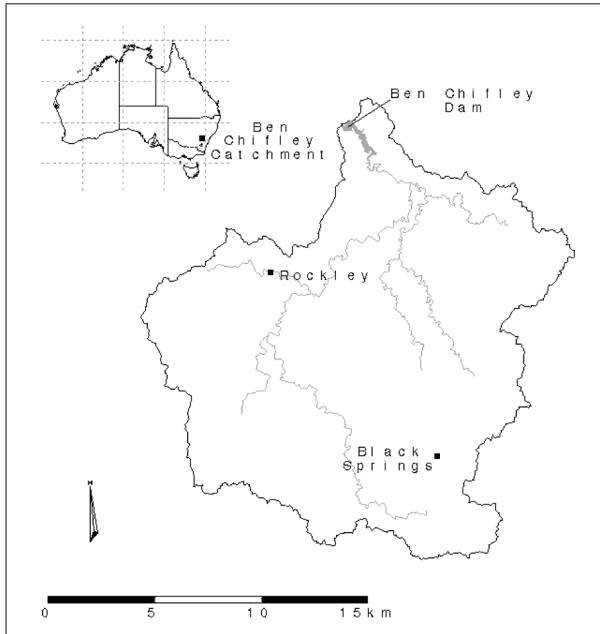 Ben Chifley
Dam
Ben
Chifley
Catchment
Rockley
Black
Springs
N
0 5 10 15km